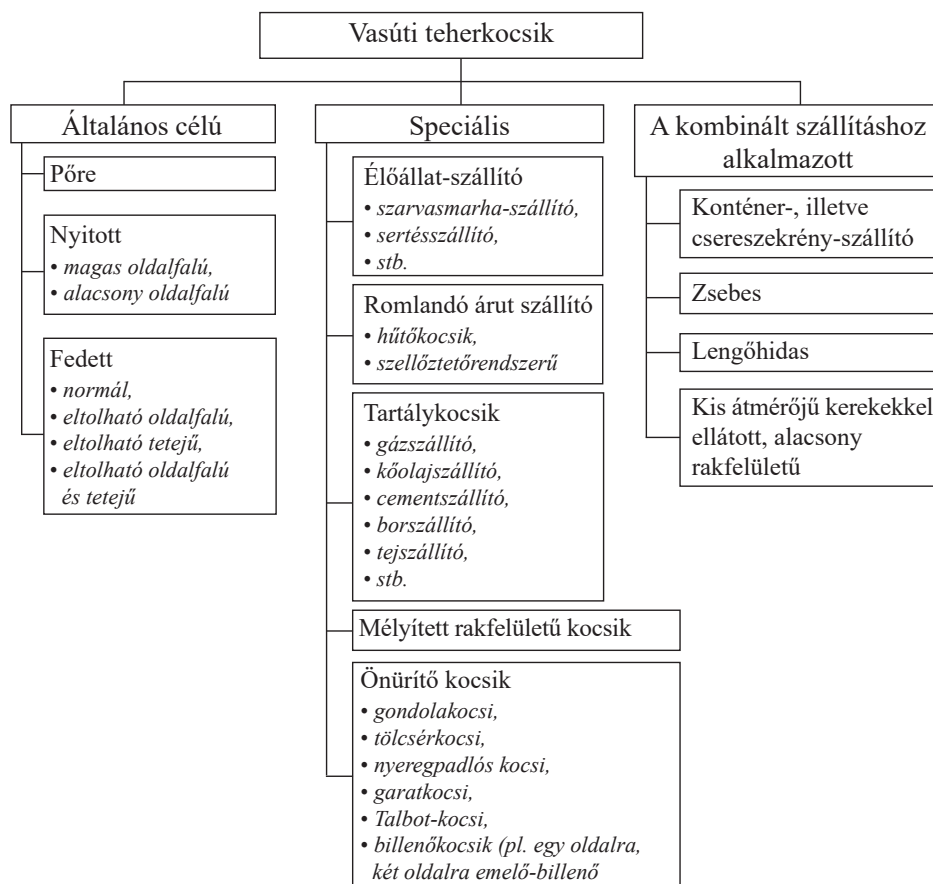 Vasúti teherkocsik
Általános célú
Pőre
Nyitott
• magas oldalfalú,
• alacsony oldalfalú
Fedett
• normál,
• eltolható oldalfalú,
• eltolható tetejű,
• eltolható oldalfalú
és tetejű
Speciális
Élőállat-szállító
• szarvasmarha-szállító,
• sertésszállító,
• stb.
Romlandó árut szállító
• hűtőkocsik,
• szellőztetőrendszerű
Tartálykocsik
• gázszállító,
• kőolajszállító,
• cementszállító,
• borszállító,
• tejszállító,
• stb.
Mélyített rakfelületű kocsik
Önürítő kocsik
• gondolakocsi,
• tölcsérkocsi,
• nyeregpadlós kocsi,
• garatkocsi,
• Talbot-kocsi,
• billenőkocsik (pl. egy oldalra,
két oldalra emelő-billenő
A kombinált szállításhoz
alkalmazott
Konténer-, illetve
csereszekrény-szállító
Zsebes
Lengőhidas
Kis átmérőjű kerekekkel
ellátott, alacsony
rakfelületű